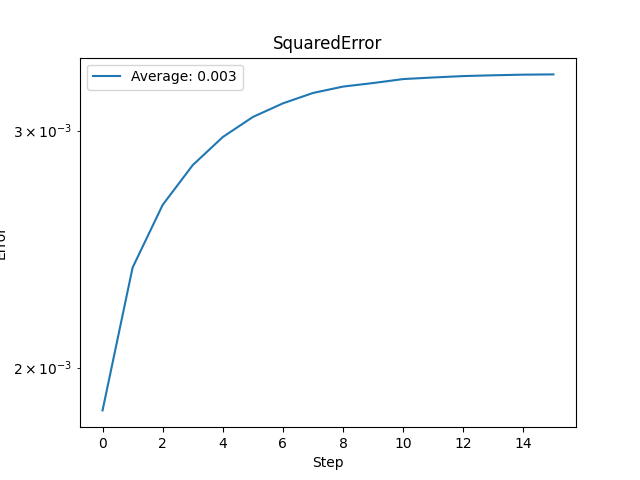 SquaredError
Average: 0.003
3 × 10⁻³
2 × 10⁻³
Error
0 2 4 6 8 10 12 14
Step